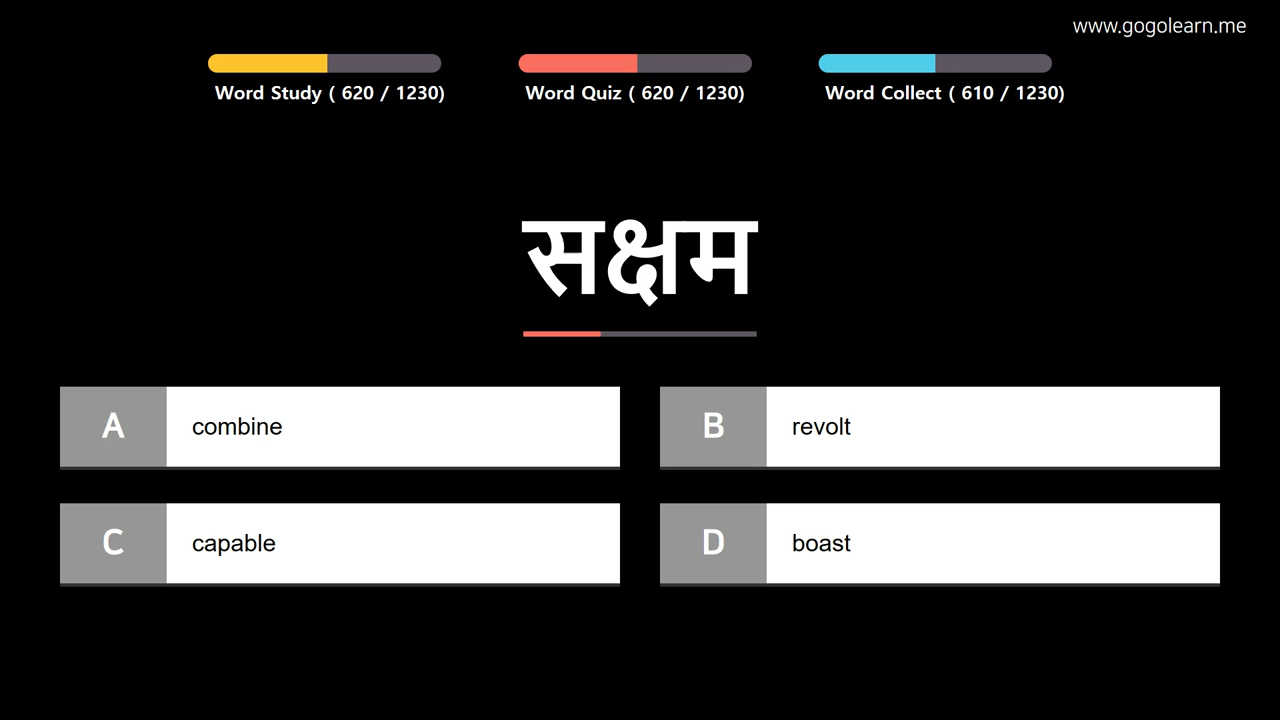 www.gogolearn.me
Word Study ( 620 / 1230)
Word Quiz ( 620 / 1230)
Word Collect ( 610 / 1230)
सक्षम
A combine
B revolt
C capable
D boast